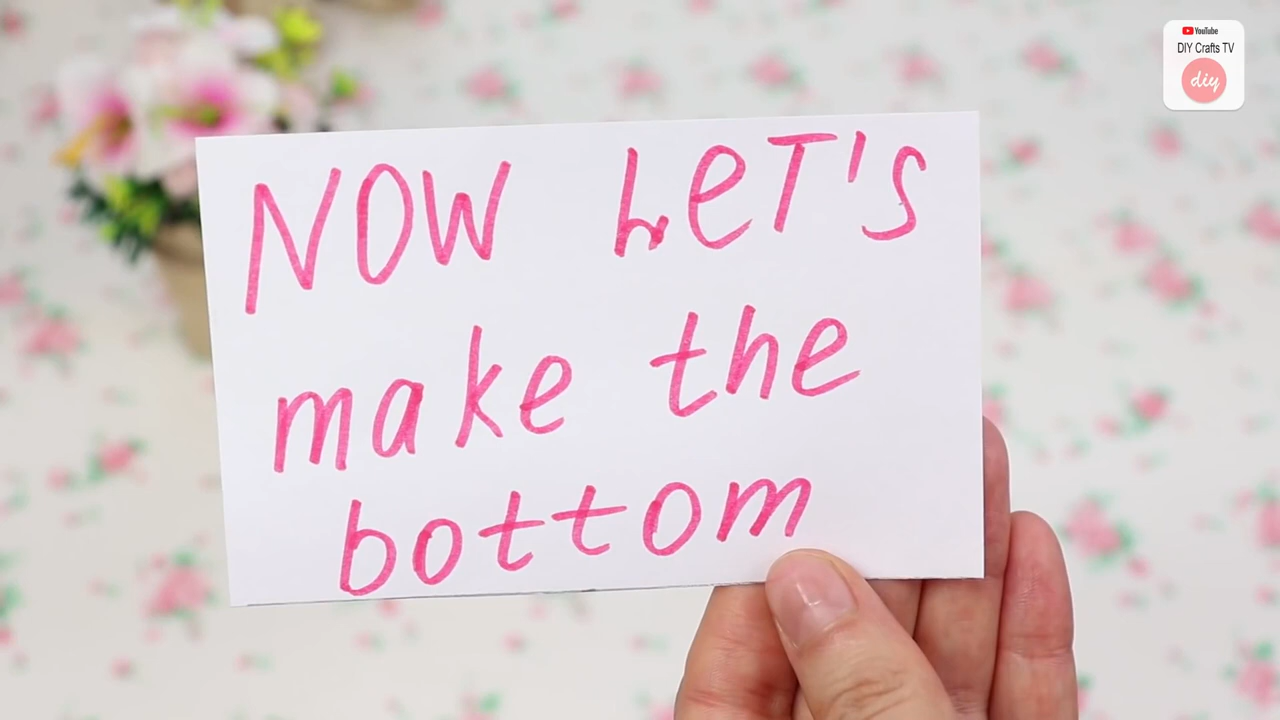 NOW LeT's
make the
bottom
YouTube
DIY Crafts TV
diy